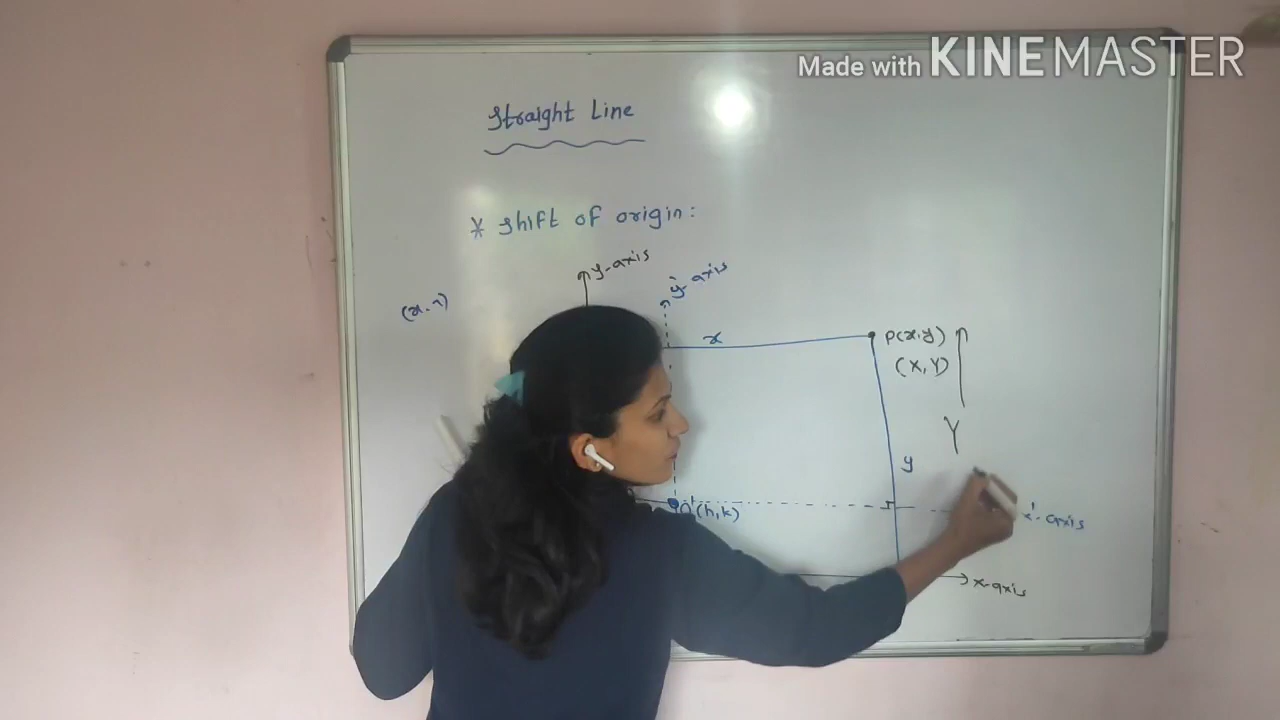 Made with KINEMASTER
Straight Line
* Shift of origin:
y-axis
y'-axis
x
P(x,y)
(X,Y)
Y
y
O'(h,k)
x'-axis
x-axis